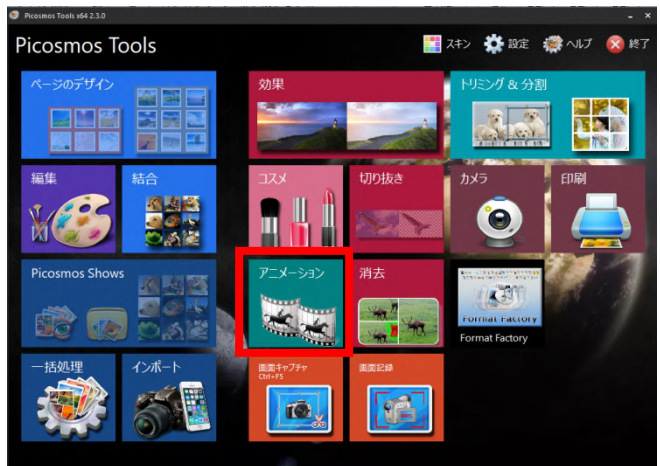 Picosmos Tools x64 2.3.0
Picosmos Tools
スキン
設定
ヘルプ
終了
ページのデザイン
効果
トリミング & 分割
編集
結合
コスメ
切り抜き
カメラ
印刷
Picosmos Shows
アニメーション
消去
Format Factory
Format Factory
一括処理
インポート
画面キャプチャ
Ctrl+F5
画面記録